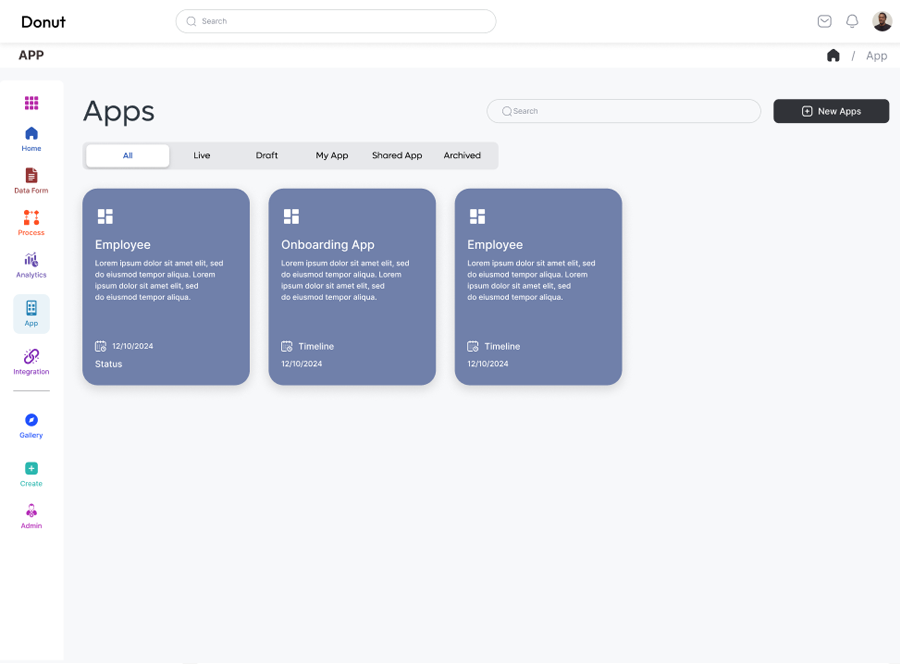 Donut
Search
APP
/ App
Home
Data Form
Process
Analytics
App
Integration
Gallery
Create
Admin
Apps
Search
New Apps
All
Live
Draft
My App
Shared App
Archived
Employee
Lorem ipsum dolor sit amet elit, sed
do eiusmod tempor aliqua. Lorem
ipsum dolor sit amet elit, sed
do eiusmod tempor aliqua.
12/10/2024
Status
Onboarding App
Lorem ipsum dolor sit amet elit, sed
do eiusmod tempor aliqua. Lorem
ipsum dolor sit amet elit, sed
do eiusmod tempor aliqua.
Timeline
12/10/2024
Employee
Lorem ipsum dolor sit amet elit, sed
do eiusmod tempor aliqua. Lorem
ipsum dolor sit amet elit, sed
do eiusmod tempor aliqua.
Timeline
12/10/2024